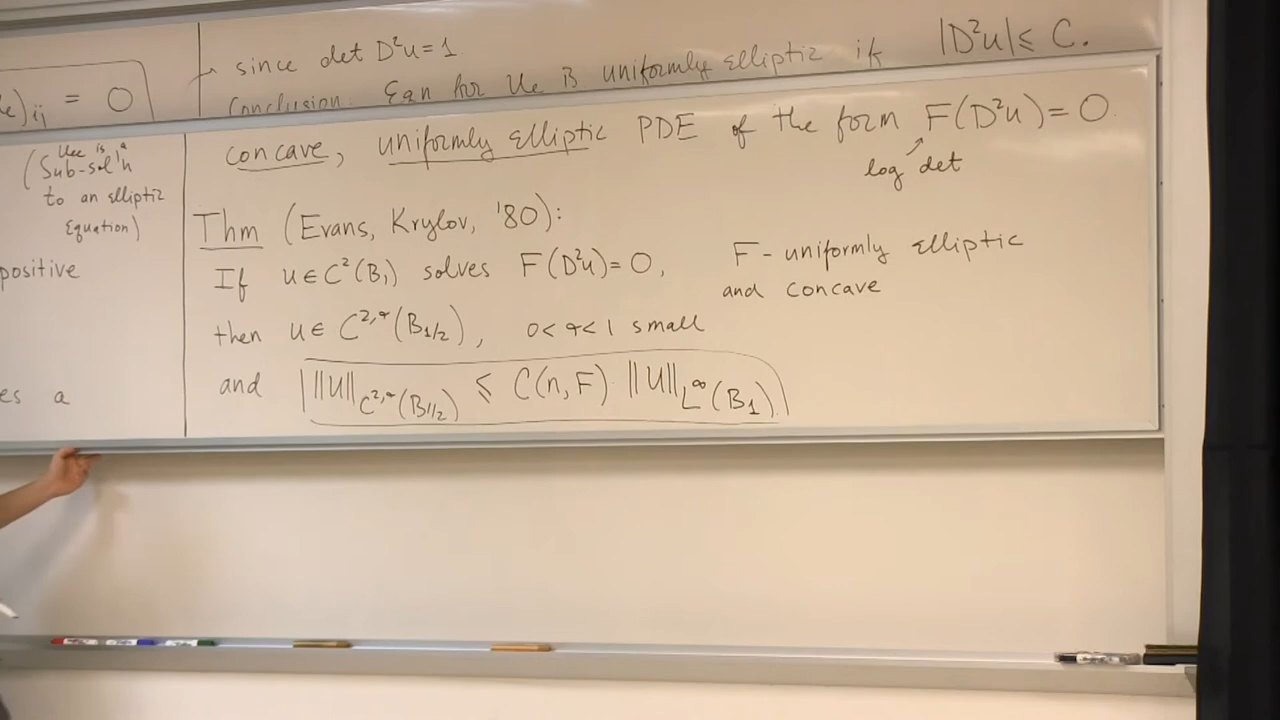 e)ij = 0
since det D²u = 1
Conclusion: Eqn for u_e is uniformly elliptic if |D²u| ≤ C.
(u_ee is a
Sub-sol'n
to an elliptic
Equation)
positive
es a
concave, uniformly elliptic PDE of the form F(D²u) = 0.
log det
Thm (Evans, Krylov, '80):
If u ∈ C²(B₁) solves F(D²u) = 0, F - uniformly elliptic
and concave
then u ∈ C^{2,α}(B_{1/2}), 0 < α < 1 small
and ||u||_{C^{2,α}(B_{1/2})} ≤ C(n,F) ||u||_{L^∞(B_1)}.